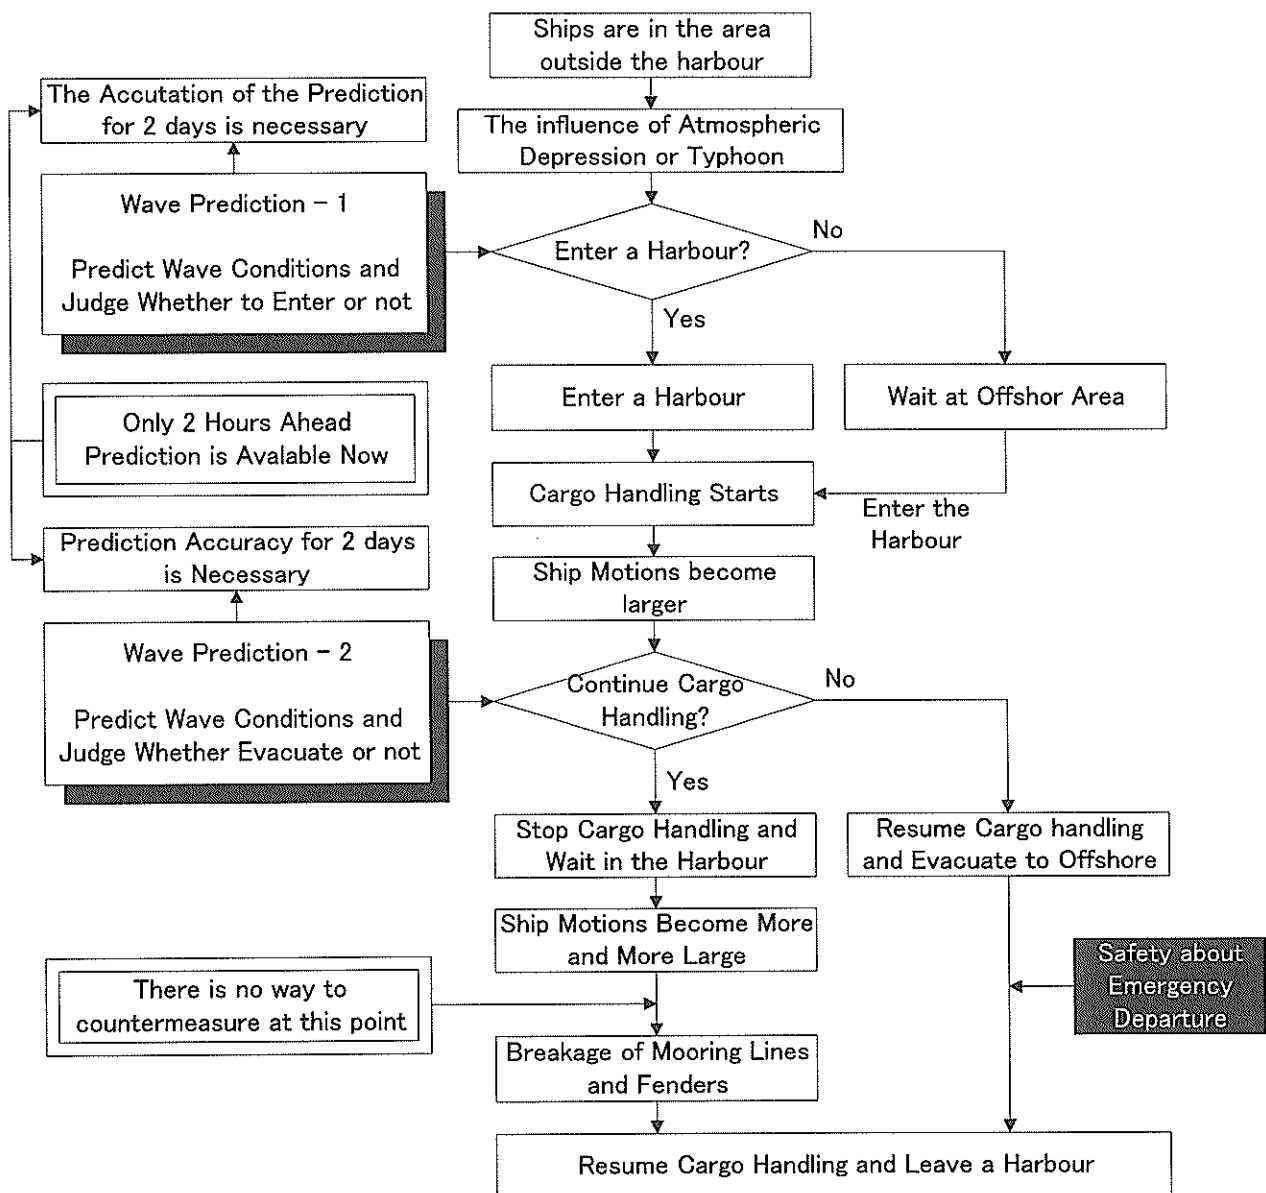 Ships are in the area
outside the harbour
The Accutation of the Prediction
for 2 days is necessary
The influence of Atmospheric
Depression or Typhoon
Wave Prediction – 1
Predict Wave Conditions and
Judge Whether to Enter or not
Enter a Harbour?
No
Yes
Enter a Harbour
Wait at Offshor Area
Only 2 Hours Ahead
Prediction is Avalable Now
Cargo Handling Starts
Enter the
Harbour
Prediction Accuracy for 2 days
is Necessary
Ship Motions become
larger
Wave Prediction – 2
Predict Wave Conditions and
Judge Whether Evacuate or not
Continue Cargo
Handling?
No
Yes
Stop Cargo Handling and
Wait in the Harbour
Resume Cargo handling
and Evacuate to Offshore
Ship Motions Become More
and More Large
There is no way to
countermeasure at this point
Safety about
Emergency
Departure
Breakage of Mooring Lines
and Fenders
Resume Cargo Handling and Leave a Harbour